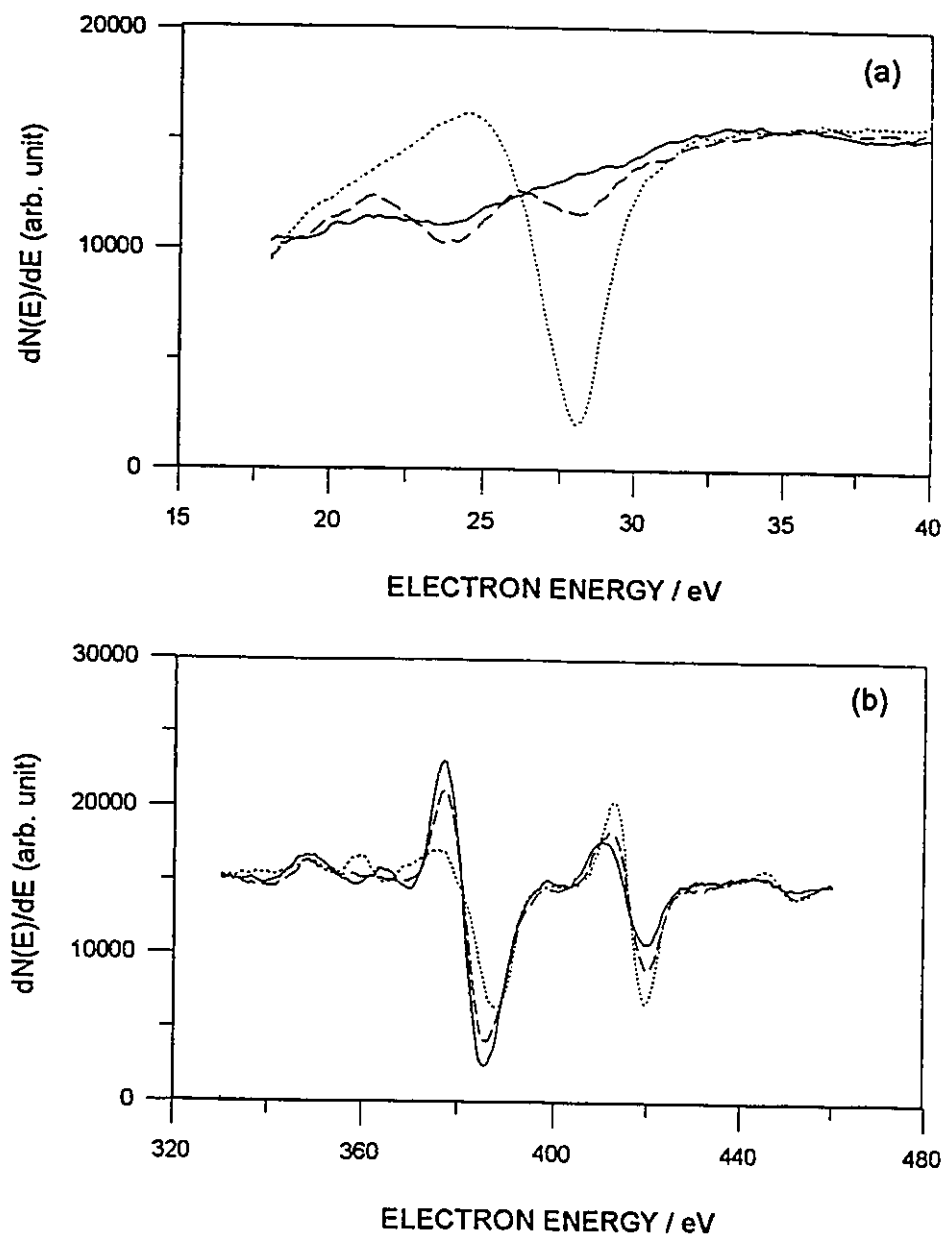 20000
(a)
dN(E)/dE (arb. unit)
10000
0
15 20 25 30 35 40
ELECTRON ENERGY / eV
30000
(b)
dN(E)/dE (arb. unit)
20000
10000
0
320 360 400 440 480
ELECTRON ENERGY / eV